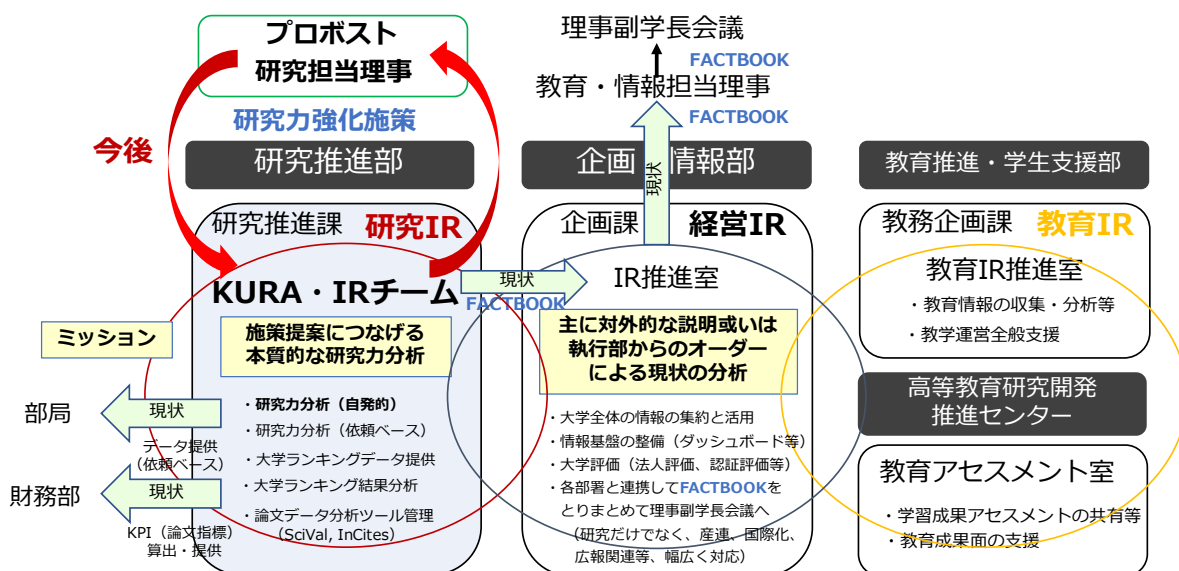 プロボスト
研究担当理事
研究力強化施策
今後
研究推進部
研究推進課
研究IR
KURA・IRチーム
ミッション
施策提案につなげる
本質的な研究力分析
・研究力分析（自発的）
・研究力分析（依頼ベース）
・大学ランキングデータ提供
・大学ランキング結果分析
・論文データ分析ツール管理
(SciVal, InCites)
部局
現状
データ提供
（依頼ベース）
財務部
現状
KPI（論文指標）
算出・提供
現状
FACTBOOK
理事副学長会議
FACTBOOK
教育・情報担当理事
FACTBOOK
現状
企画・情報部
企画課
経営IR
IR推進室
主に対外的な説明或いは
執行部からのオーダー
による現状の分析
・大学全体の情報の集約と活用
・情報基盤の整備（ダッシュボード等）
・大学評価（法人評価、認証評価等）
・各部署と連携してFACTBOOKを
とりまとめて理事副学長会議へ
（研究だけでなく、産連、国際化、
広報関連等、幅広く対応）
教育推進・学生支援部
教務企画課
教育IR
教育IR推進室
・教育情報の収集・分析等
・教学運営全般支援
高等教育研究開発
推進センター
教育アセスメント室
・学習成果アセスメントの共有等
・教育成果面の支援